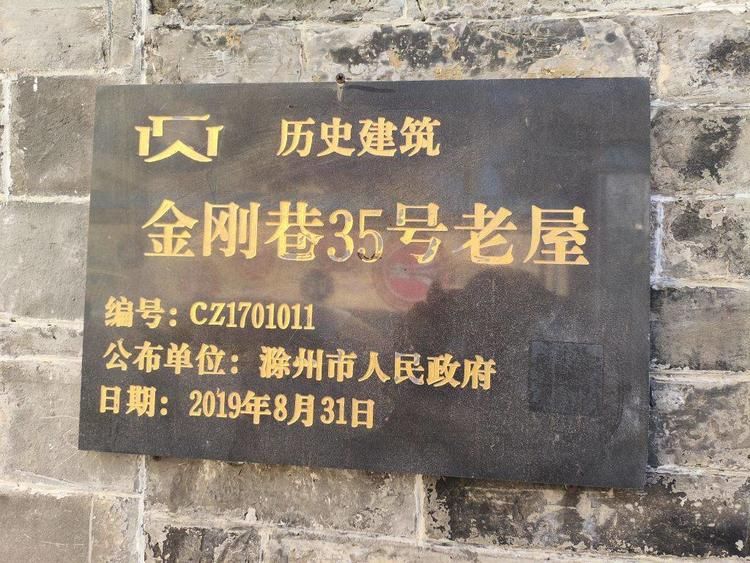 历史建筑
金刚巷35号老屋
编号：CZ1701011
公布单位：滁州市人民政府
日期：2019年8月31日